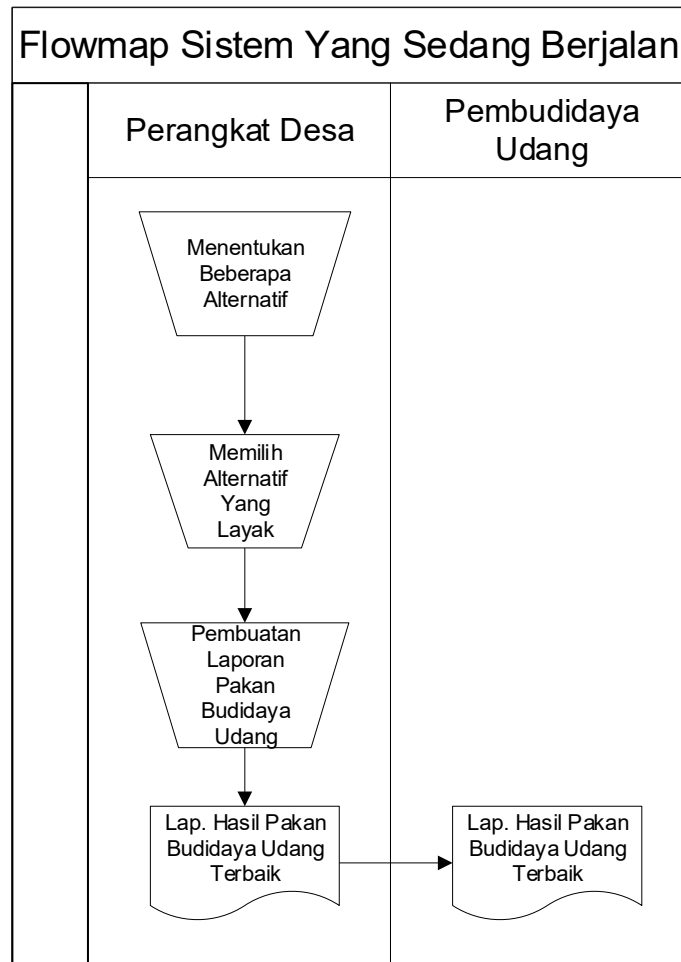 Flowmap Sistem Yang Sedang Berjalan
Perangkat Desa
Pembudidaya
Udang
Menentukan
Beberapa
Alternatif
Memilih
Alternatif
Yang
Layak
Pembuatan
Laporan
Pakan
Budidaya
Udang
Lap. Hasil Pakan
Budidaya Udang
Terbaik
Lap. Hasil Pakan
Budidaya Udang
Terbaik